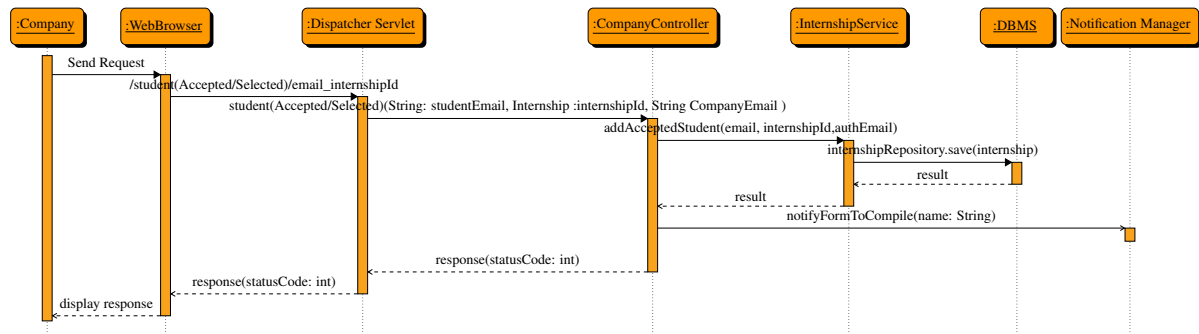 :Company
:WebBrowser
:Dispatcher Servlet
:CompanyController
:InternshipService
:DBMS
:Notification Manager
Send Request
/student(Accepted/Selected)/email_internshipId
student(Accepted/Selected)(String: studentEmail, Internship :internshipId, String CompanyEmail )
addAcceptedStudent(email, internshipId,authEmail)
internshipRepository.save(internship)
result
result
notifyFormToCompile(name: String)
response(statusCode: int)
response(statusCode: int)
display response